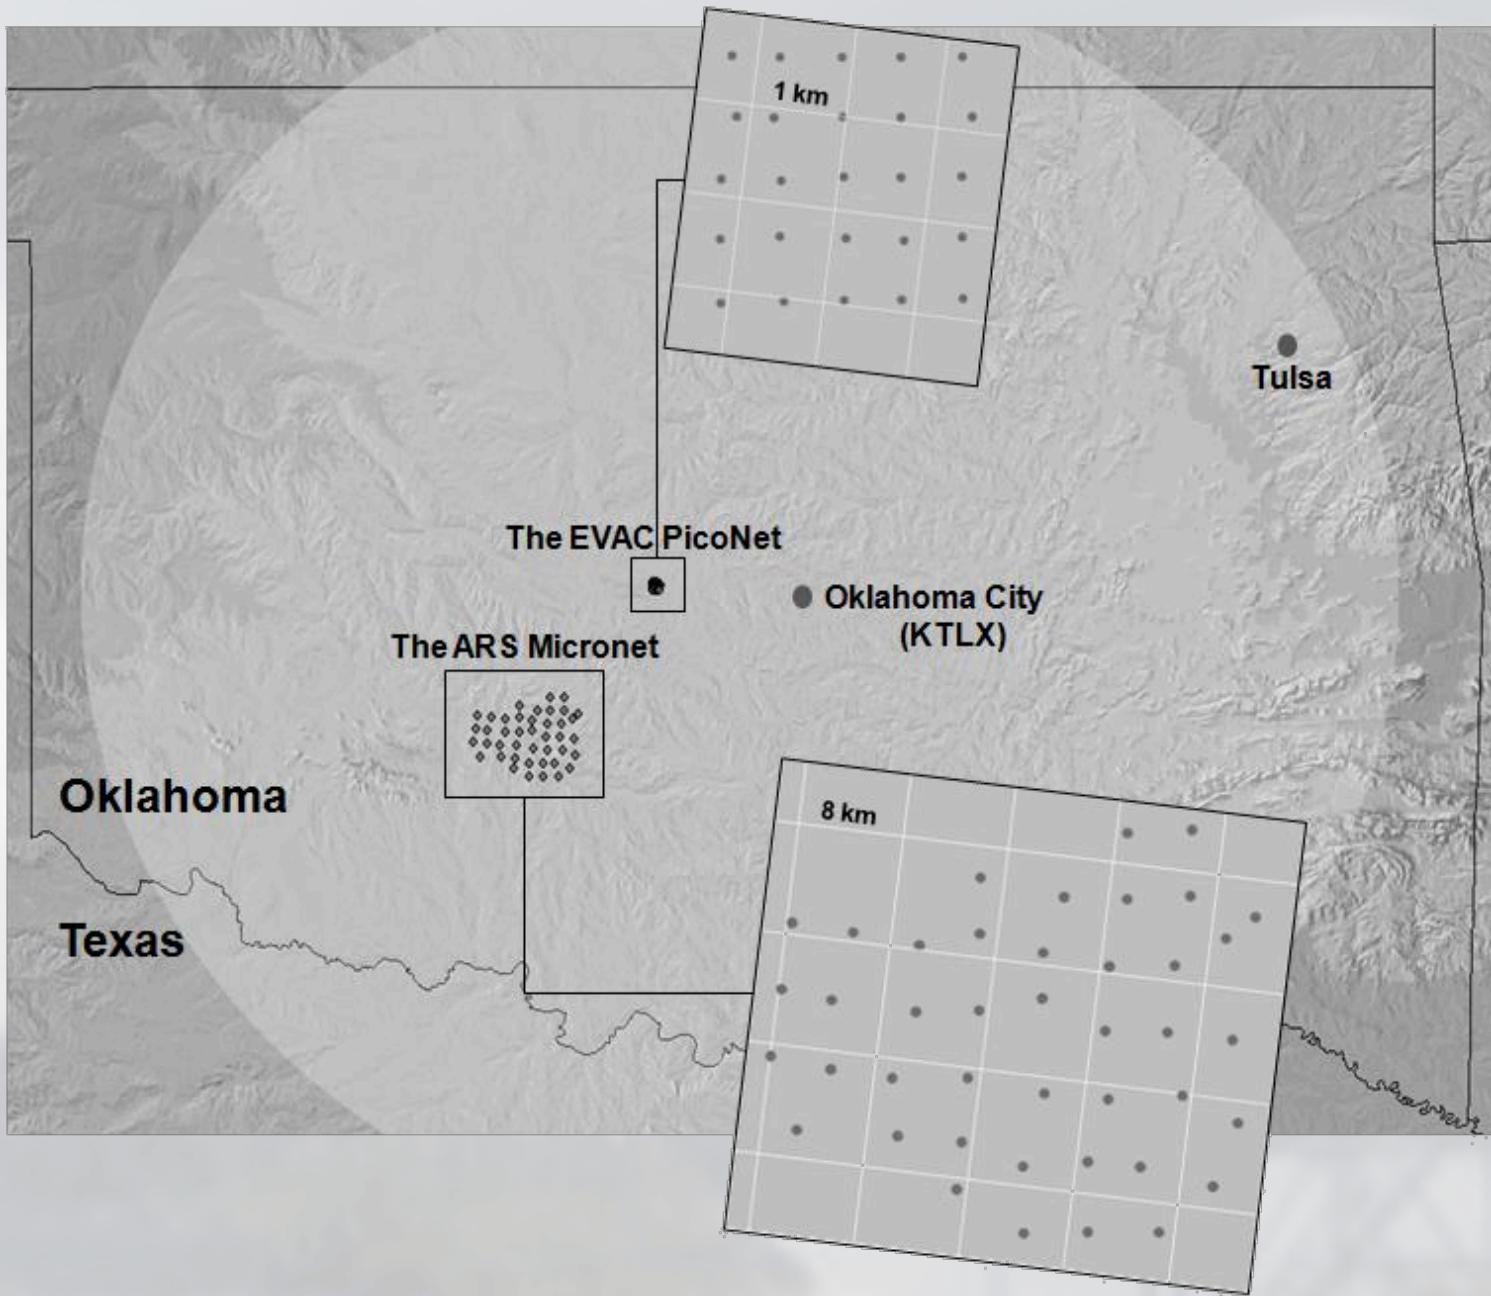 1 km
Tulsa
The EVAC PicoNet
Oklahoma City
(KTLX)
The ARS Micronet
Oklahoma
8 km
Texas